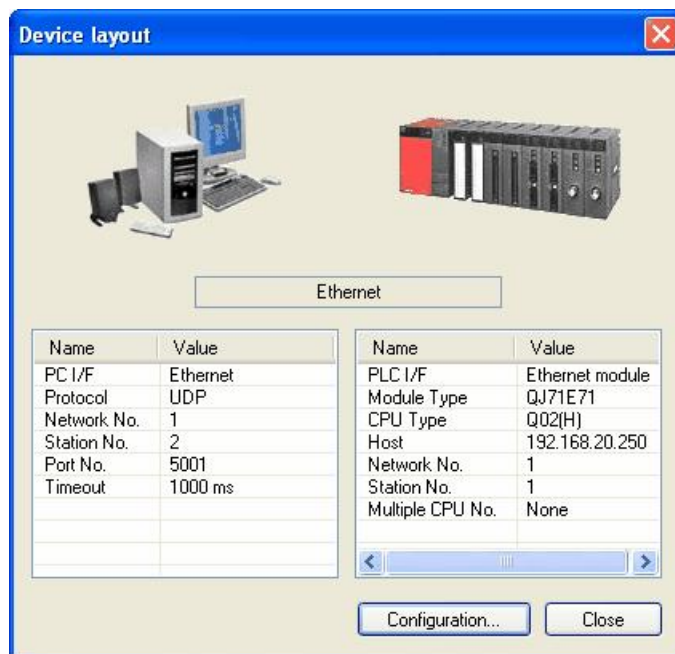 Device layout
Ethernet
Name Value
PC I/F Ethernet
Protocol UDP
Network No. 1
Station No. 2
Port No. 5001
Timeout 1000 ms
Name Value
PLC I/F Ethernet module
Module Type QJ71E71
CPU Type Q02(H)
Host 192.168.20.250
Network No. 1
Station No. 1
Multiple CPU No. None
Configuration... Close